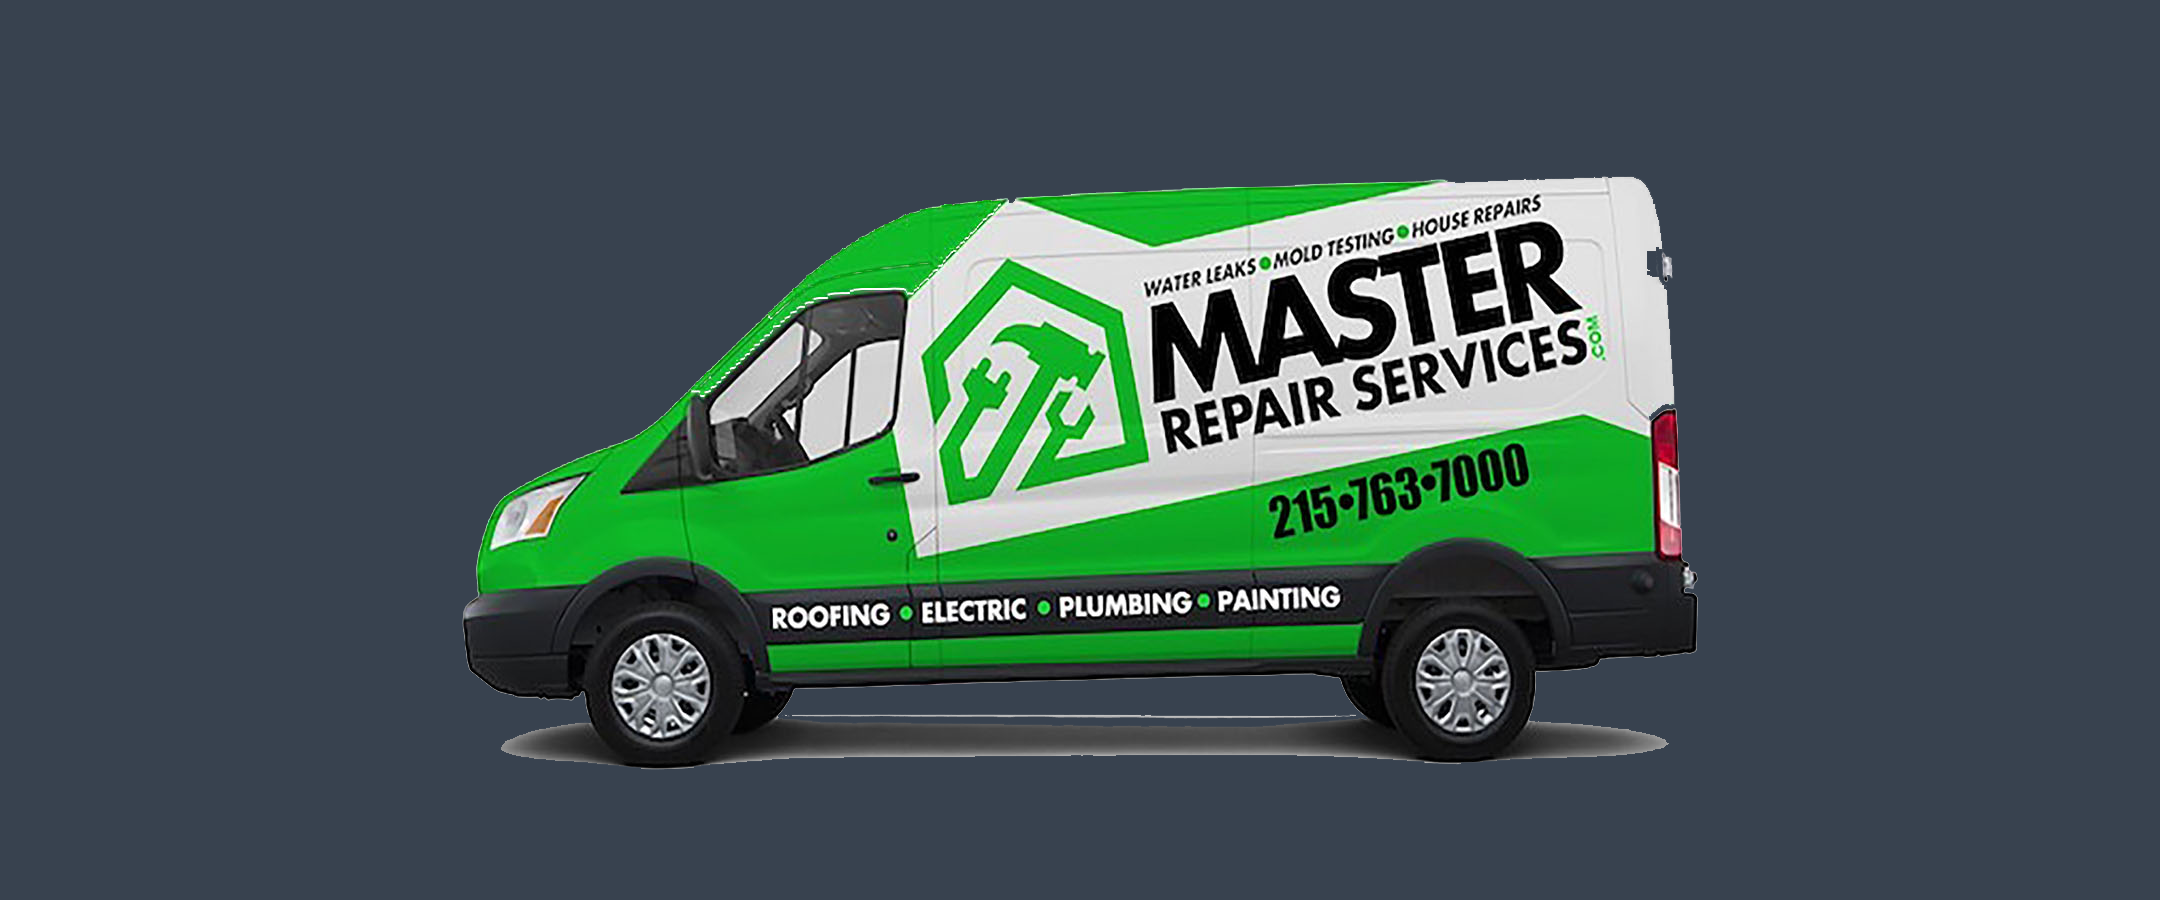 WATER LEAKS • MOLD TESTING • HOUSE REPAIRS
MASTER
REPAIR SERVICES .COM
215•763•7000
ROOFING • ELECTRIC • PLUMBING • PAINTING